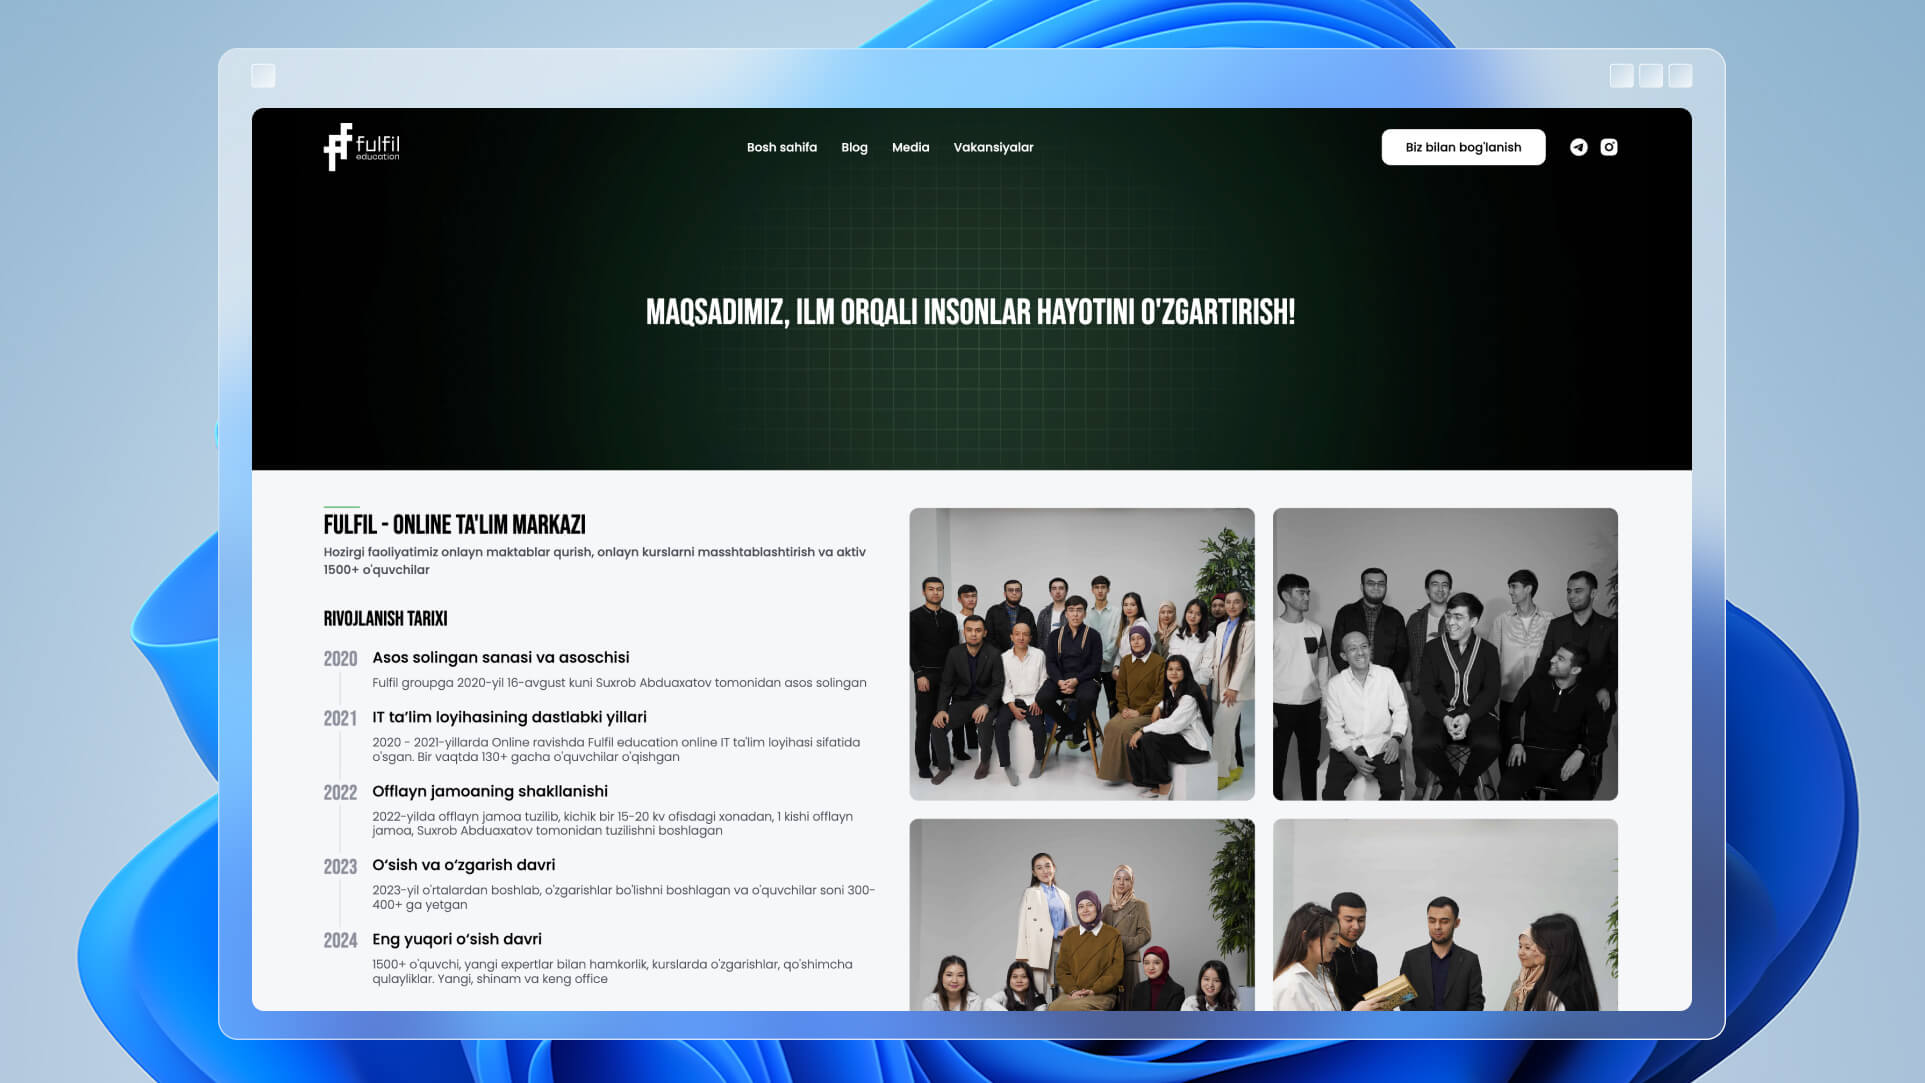 fulfil
education
Bosh sahifa
Blog
Media
Vakansiyalar
Biz bilan bog'lanish
MAQSADIMIZ, ILM ORQALI INSONLAR HAYOTINI O'ZGARTIRISH!
FULFIL - ONLINE TA'LIM MARKAZI
Hozirgi faoliyatimiz onlayn maktablar qurish, onlayn kurslarni masshtablashtirish va aktiv
1500+ o'quvchilar
RIVOJLANISH TARIXI
2020
Asos solingan sanasi va asoschisi
Fulfil groupga 2020-yil 16-avgust kuni Suxrob Abduaxatov tomonidan asos solingan
2021
IT ta’lim loyihasining dastlabki yillari
2020 - 2021-yillarda Online ravishda Fulfil education online IT ta'lim loyihasi sifatida
o'sgan. Bir vaqtda 130+ gacha o'quvchilar o'qishgan
2022
Offlayn jamoaning shakllanishi
2022-yilda offlayn jamoa tuzilib, kichik bir 15-20 kv ofisdagi xonadan, 1 kishi offlayn
jamoa, Suxrob Abduaxatov tomonidan tuzilishni boshlagan
2023
O‘sish va o‘zgarish davri
2023-yil o'rtalardan boshlab, o'zgarishlar bo'lishni boshlagan va o'quvchilar soni 300-
400+ ga yetgan
2024
Eng yuqori o‘sish davri
1500+ o'quvchi, yangi expertlar bilan hamkorlik, kurslarda o'zgarishlar, qo'shimcha
qulayliklar. Yangi, shinam va keng office